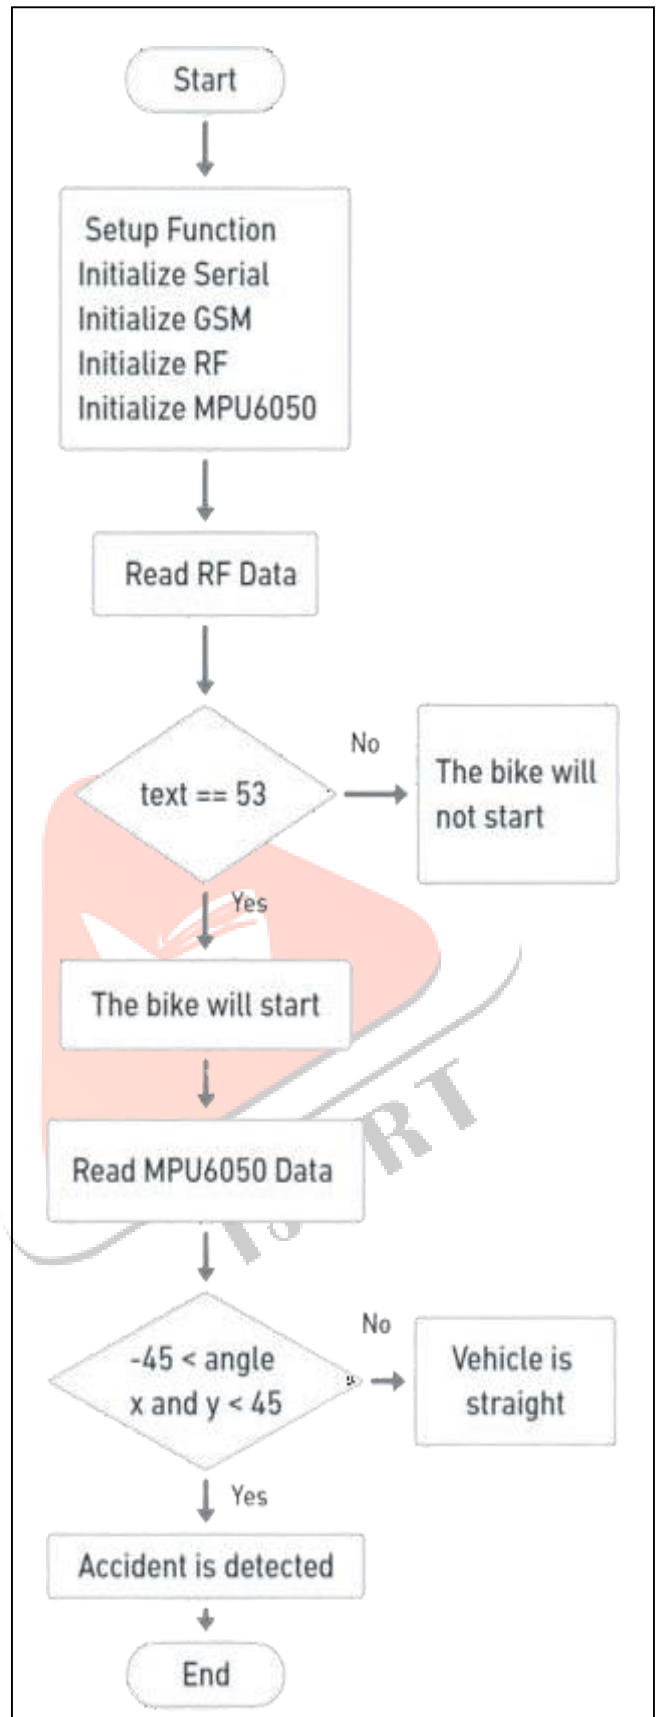 Start
Setup Function
Initialize Serial
Initialize GSM
Initialize RF
Initialize MPU6050
Read RF Data
text == 53
No
The bike will
not start
Yes
The bike will start
Read MPU6050 Data
-45 < angle
x and y < 45
No
Vehicle is
straight
Yes
Accident is detected
End